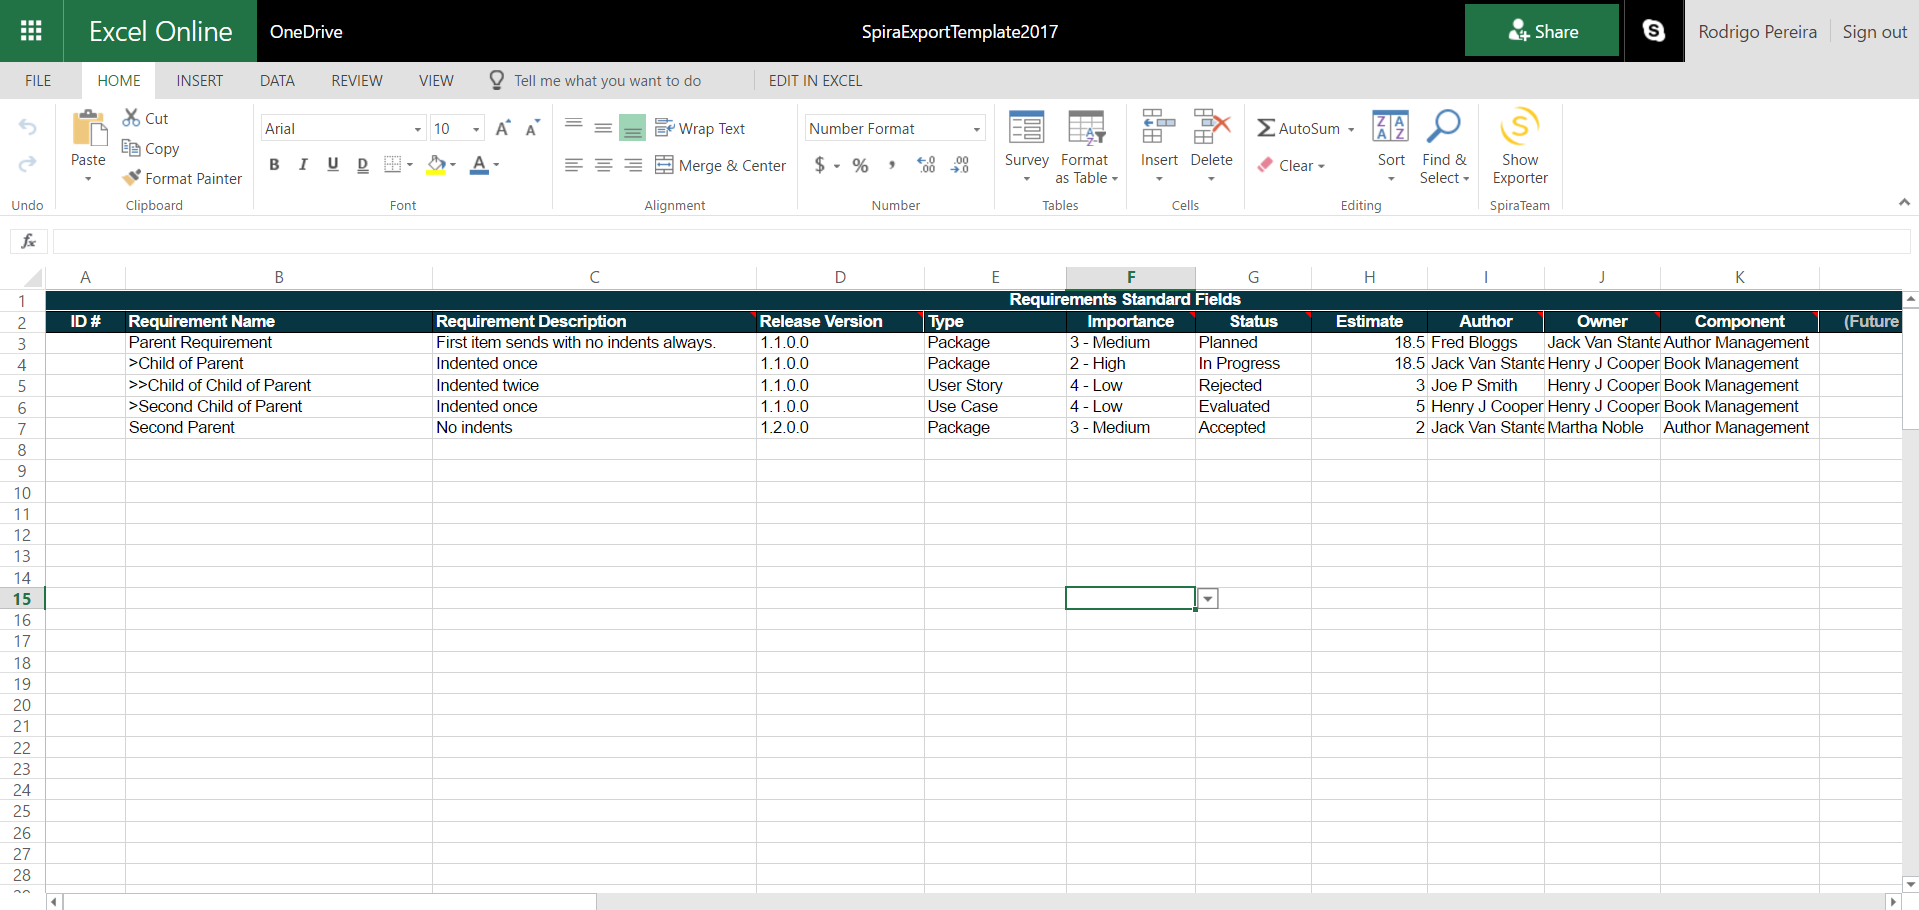 Excel Online OneDrive SpiraExportTemplate2017 Share Rodrigo Pereira Sign out
FILE HOME INSERT DATA REVIEW VIEW Tell me what you want to do EDIT IN EXCEL
Cut
Copy
Format Painter
Paste
Arial 10
B I U D
Wrap Text
Merge & Center
Number Format
$ % , .0 .00 .00 .0
Survey Format as Table
Insert Delete
AutoSum
Clear
Sort Find & Select
Show Exporter
Undo Clipboard Font Alignment Number Tables Cells Editing SpiraTeam
fx
A B C D E F G H I J K
1 Requirements Standard Fields
2 ID # Requirement Name Requirement Description Release Version Type Importance Status Estimate Author Owner Component (Future
3 Parent Requirement First item sends with no indents always. 1.1.0.0 Package 3 - Medium Planned 18.5 Fred Bloggs Jack Van Stante Author Management
4 >Child of Parent Indented once 1.1.0.0 Package 2 - High In Progress 18.5 Jack Van Stante Henry J Cooper Book Management
5 >>Child of Child of Parent Indented twice 1.1.0.0 User Story 4 - Low Rejected 3 Joe P Smith Henry J Cooper Book Management
6 >Second Child of Parent Indented once 1.1.0.0 Use Case 4 - Low Evaluated 5 Henry J Cooper Henry J Cooper Book Management
7 Second Parent No indents 1.2.0.0 Package 3 - Medium Accepted 2 Jack Van Stante Martha Noble Author Management
8
9
10
11
12
13
14
15
16
17
18
19
20
21
22
23
24
25
26
27
28